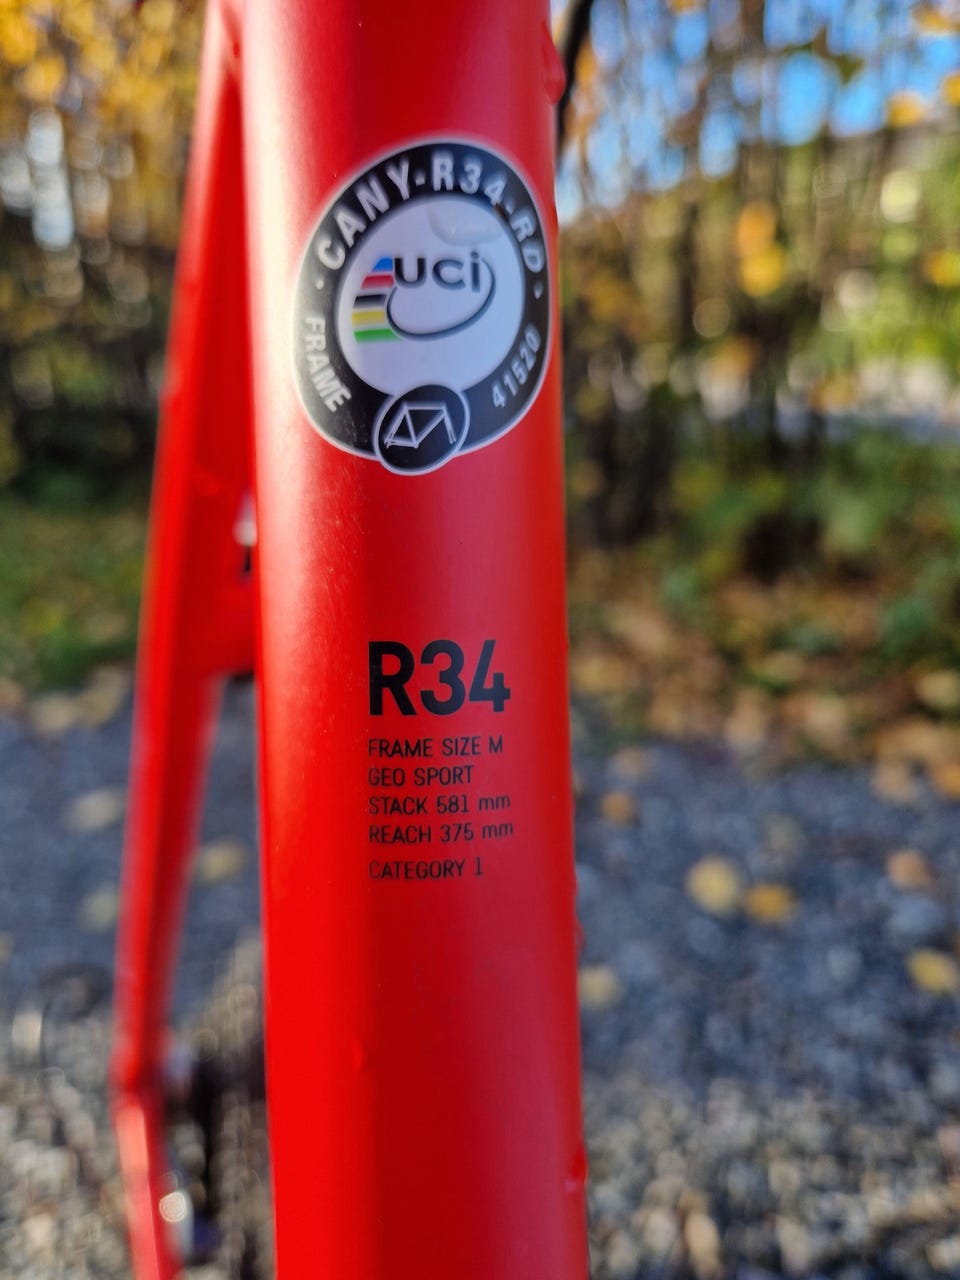 CANY-R34-RD
uci
FRAME
41520
R34
FRAME SIZE M
GEO SPORT
STACK 581 mm
REACH 375 mm
CATEGORY 1